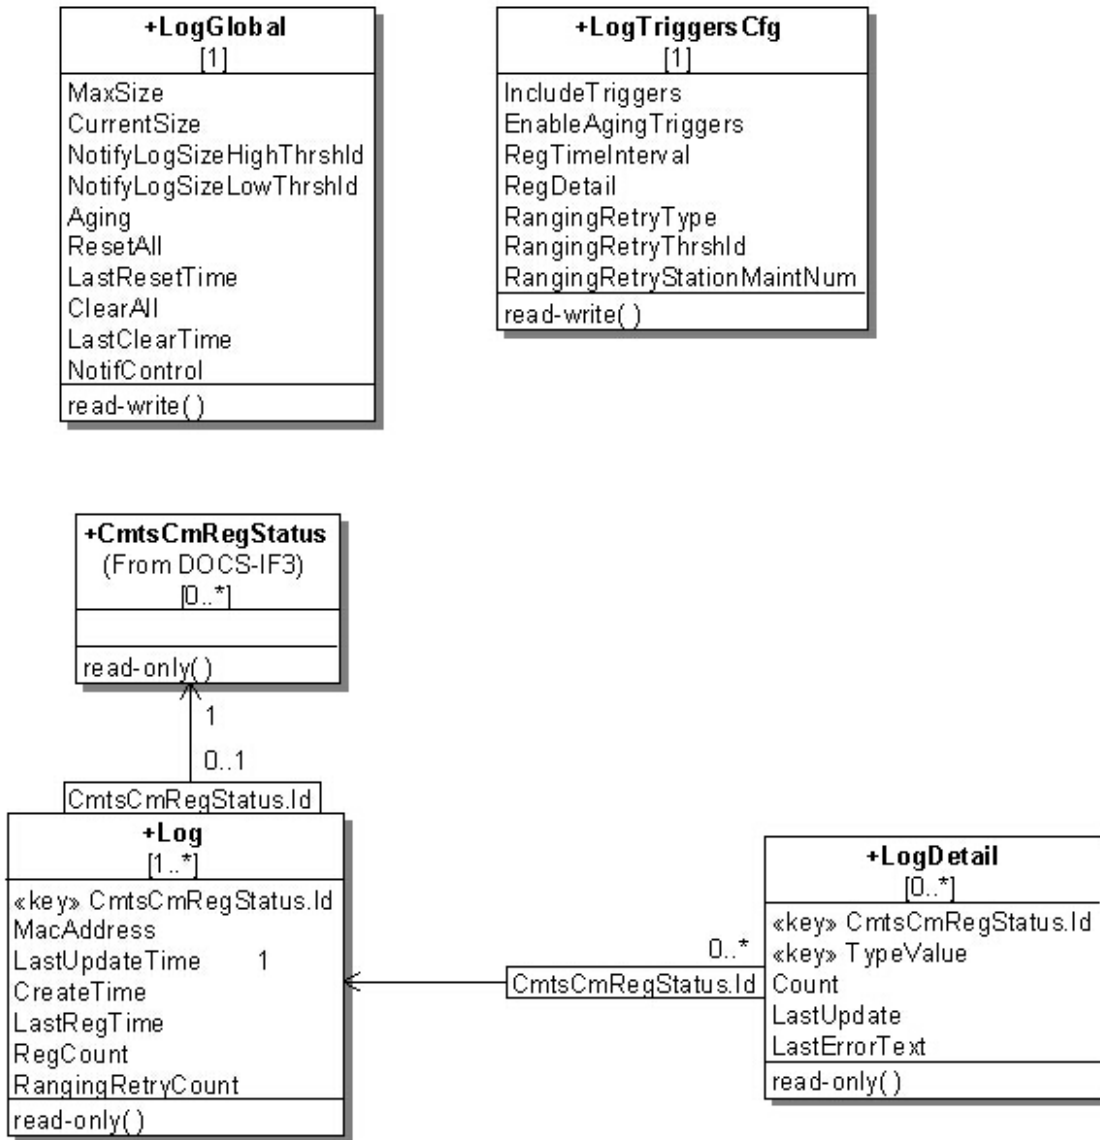 +LogGlobal
[1]
MaxSize
CurrentSize
NotifyLogSizeHighThrshld
NotifyLogSizeLowThrshld
Aging
ResetAll
LastResetTime
ClearAll
LastClearTime
NotifControl
read-write()
+LogTriggersCfg
[1]
IncludeTriggers
EnableAgingTriggers
RegTimeInterval
RegDetail
RangingRetryType
RangingRetryThrshld
RangingRetryStationMaintNum
read-write()
+CmtsCmRegStatus
(From DOCS-IF3)
[0..*]
read-only()
1
0..1
CmtsCmRegStatus.Id
+Log
[1..*]
«key» CmtsCmRegStatus.Id
MacAddress
LastUpdateTime 1
CreateTime
LastRegTime
RegCount
RangingRetryCount
read-only()
0..*
CmtsCmRegStatus.Id
+LogDetail
[0..*]
«key» CmtsCmRegStatus.Id
«key» TypeValue
Count
LastUpdate
LastErrorText
read-only()